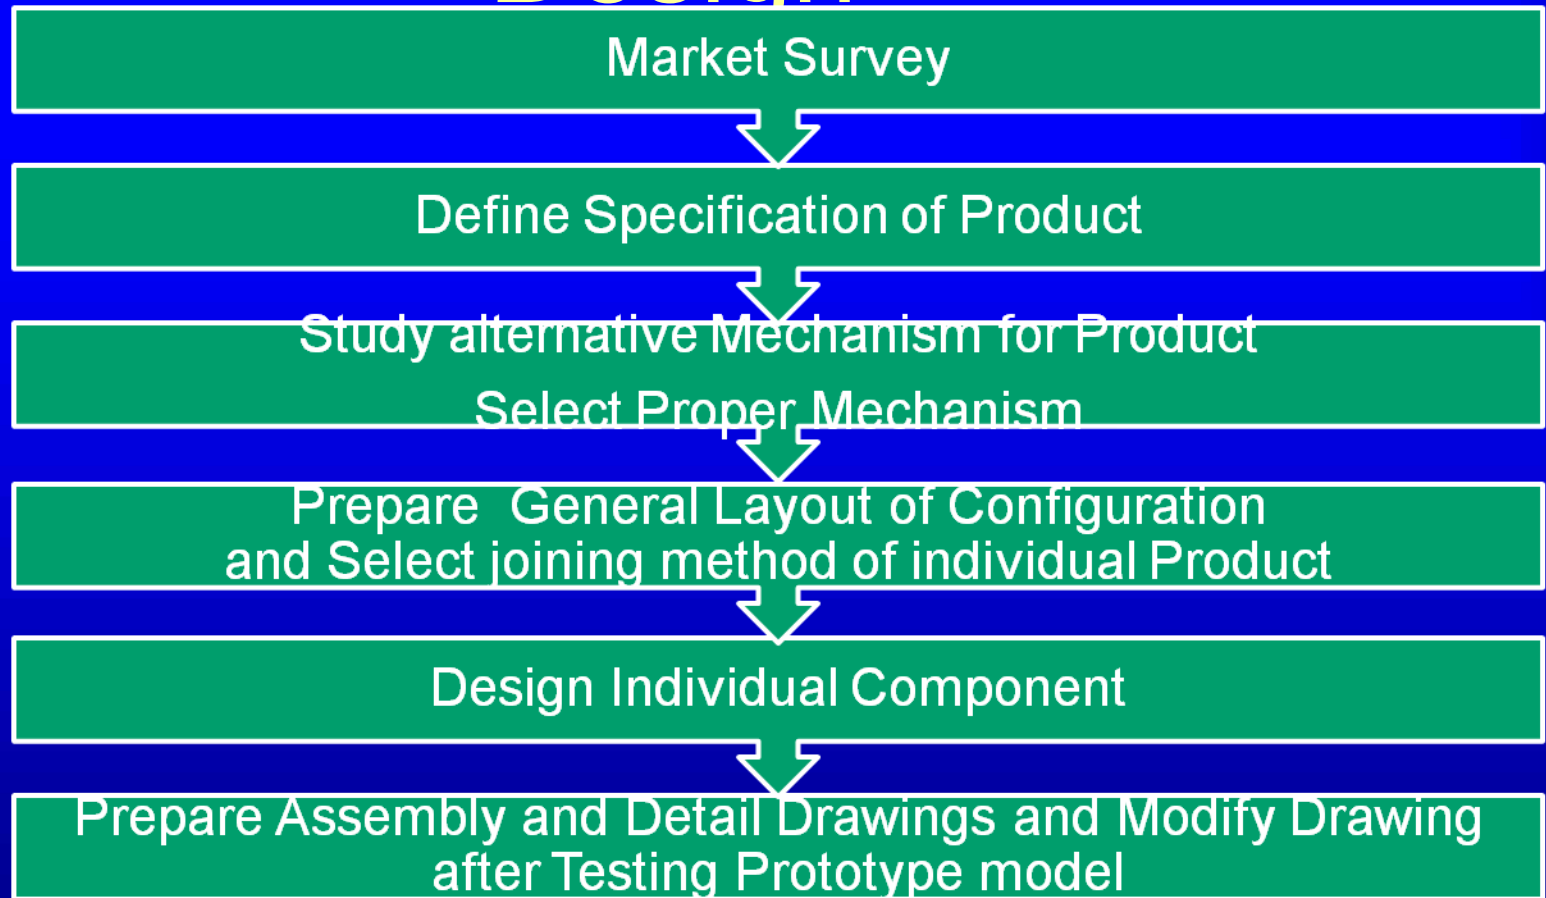 Design
Market Survey
Define Specification of Product
Study alternative Mechanism for Product
Select Proper Mechanism
Prepare General Layout of Configuration
and Select joining method of individual Product
Design Individual Component
Prepare Assembly and Detail Drawings and Modify Drawing
after Testing Prototype model